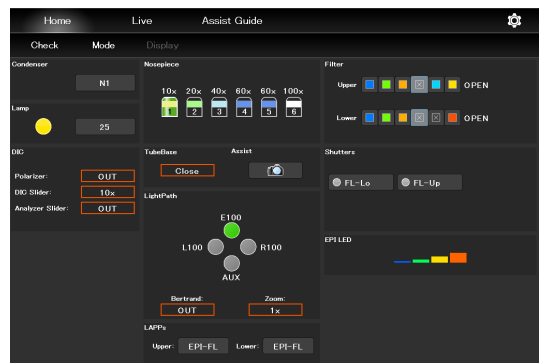 Home Live Assist Guide
Check Mode Display
Condenser
N1
Lamp
25
DIC
Polarizer: OUT
DIC Slider: 10x
Analyzer Slider: OUT
Nosepiece
10x 20x 40x 60x 60x 100x
1 2 3 4 5 6
TubeBase Assist
Close
LightPath
E100
L100 R100
AUX
Bertrand: Zoom:
OUT 1x
LAPPs
Upper: EPI-FL Lower: EPI-FL
Filter
Upper OPEN
Lower OPEN
Shutters
FL-Lo FL-Up
EPI LED